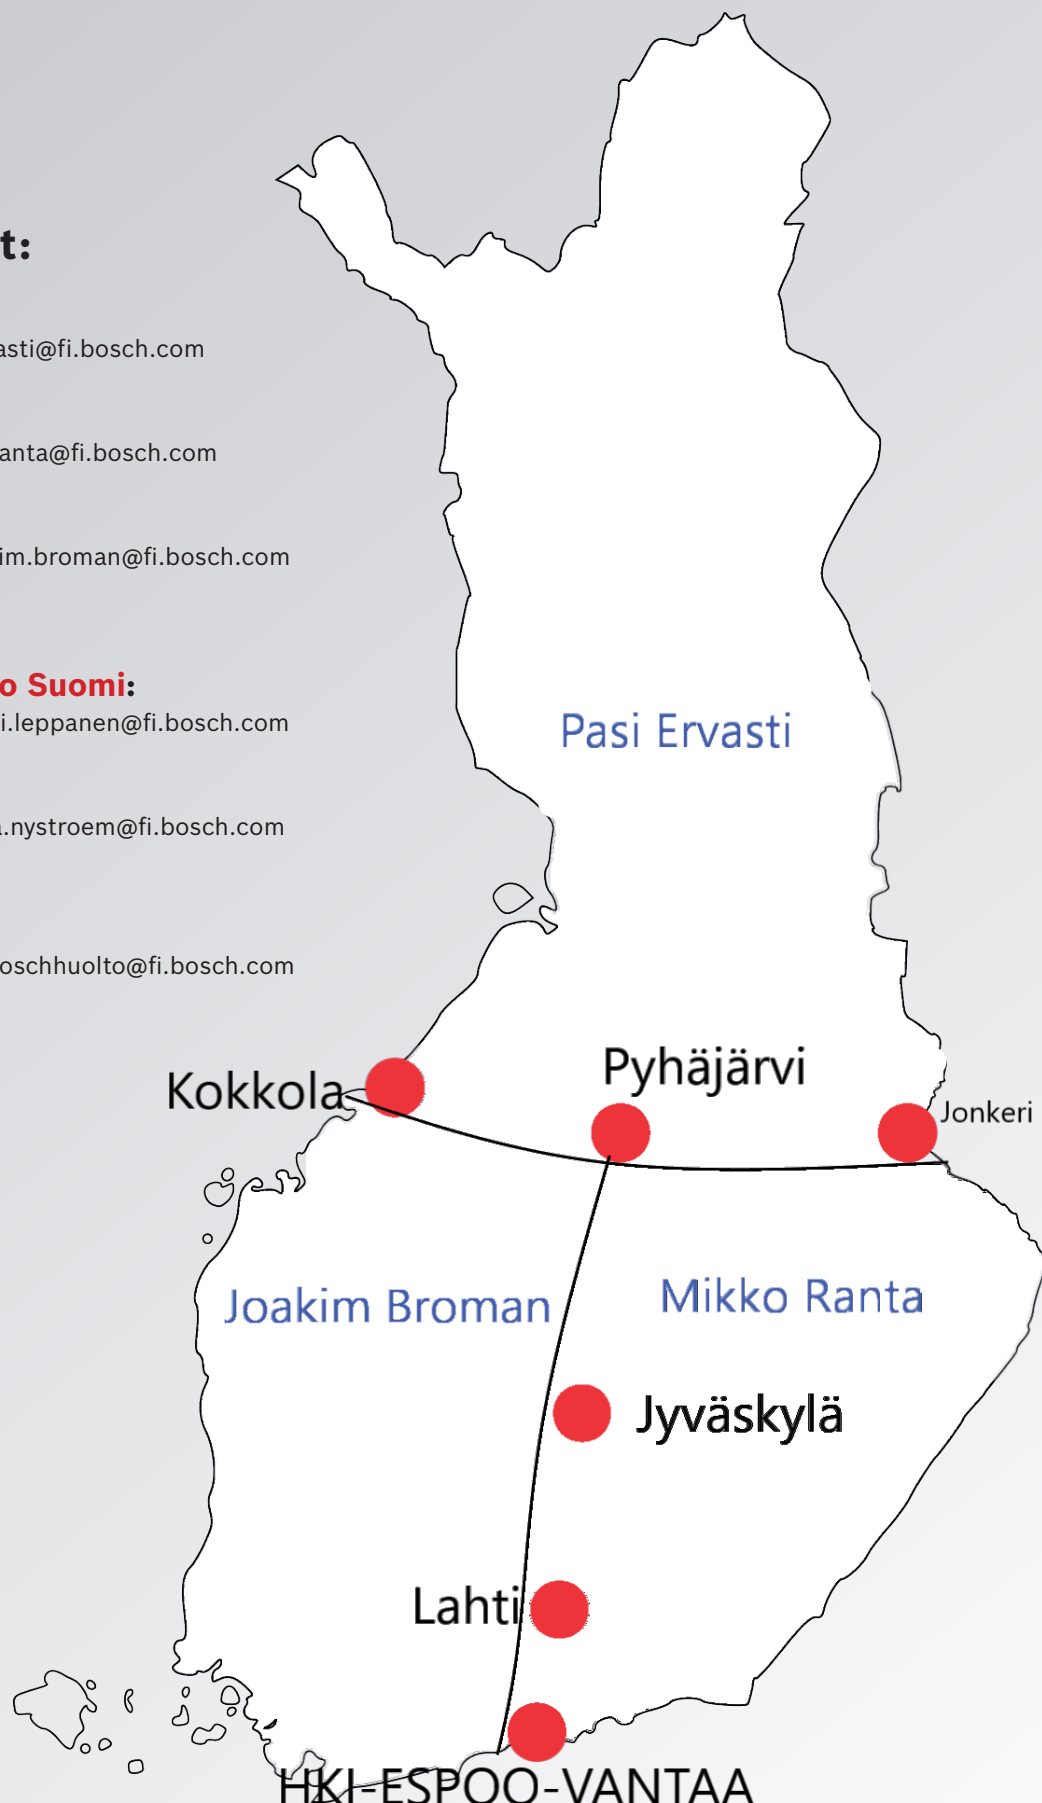 t:
asti@fi.bosch.com
anta@fi.bosch.com
im.broman@fi.bosch.com
o Suomi:
i.leppanen@fi.bosch.com
Pasi Ervasti
.nystroem@fi.bosch.com
oschhuolto@fi.bosch.com
Pyhäjärvi
Kokkola
Jonkeri
Joakim Broman
Mikko Ranta
Jyväskylä
Lahti
HKI-ESPOO-VANTAA